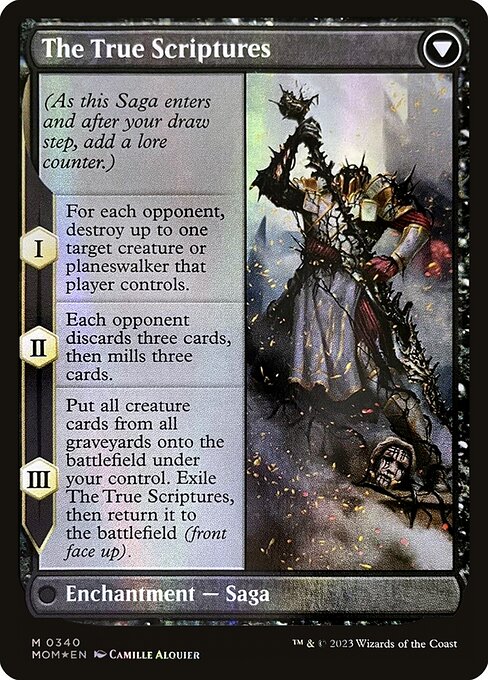 The True Scriptures
(As this Saga enters
and after your draw
step, add a lore
counter.)
I
For each opponent,
destroy up to one
target creature or
planeswalker that
player controls.
II
Each opponent
discards three cards,
then mills three
cards.
III
Put all creature
cards from all
graveyards onto the
battlefield under
your control. Exile
The True Scriptures,
then return it to
the battlefield (front
face up).
Enchantment — Saga
M 0340
MOM★EN CAMILLE ALQUIER
™ & © 2023 Wizards of the Coast